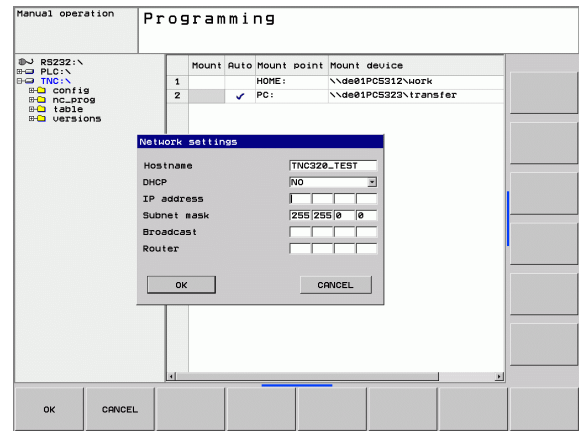 Manual operation
Programming
RS232:\
PLC:\
TNC:\
config
nc_prog
table
versions
Mount Auto Mount point Mount device
1 HOME: \\de01PC5312\work
2 ✓ PC: \\de01PC5323\transfer
Network settings
Hostname TNC320_TEST
DHCP NO
IP address
Subnet mask 255 255 0 0
Broadcast
Router
OK CANCEL
OK CANCEL